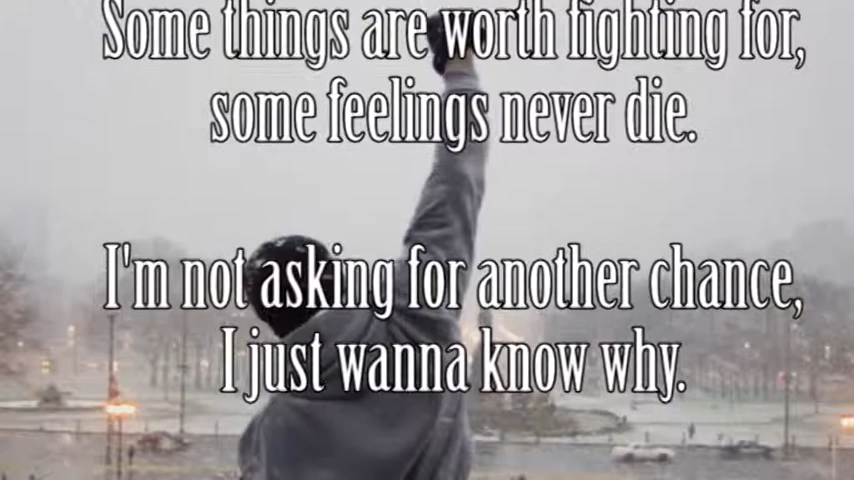 Some things are worth fighting for,
some feelings never die.
I'm not asking for another chance,
I just wanna know why.